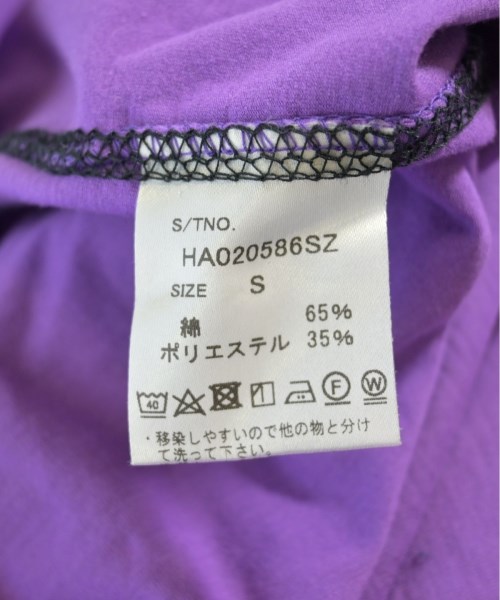 S/TNO.
HA020586SZ
SIZE S
綿 65%
ポリエステル 35%
40 F W
・移染しやすいので他の物と分け
て洗って下さい。